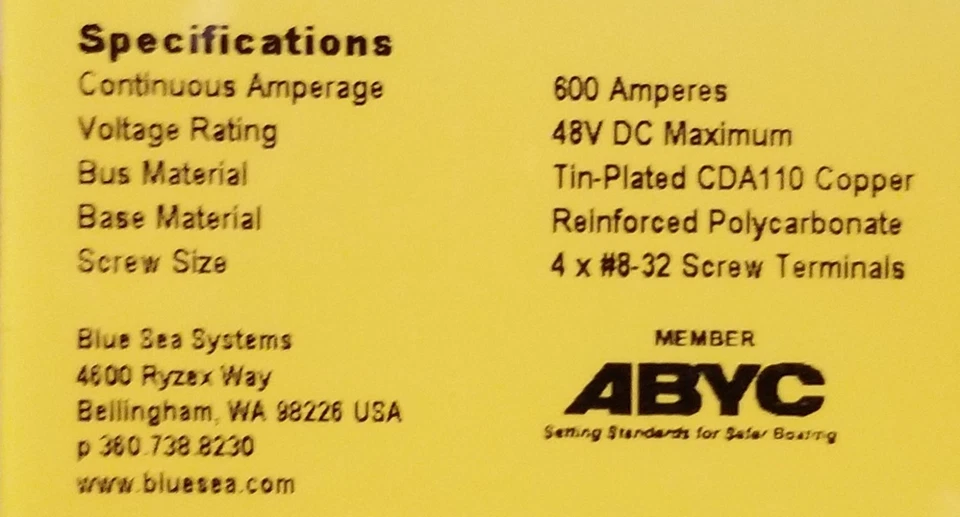 Specifications
Continuous Amperage 600 Amperes
Voltage Rating 48V DC Maximum
Bus Material Tin-Plated CDA110 Copper
Base Material Reinforced Polycarbonate
Screw Size 4 x #8-32 Screw Terminals
Blue Sea Systems
4600 Ryzex Way
Bellingham, WA 98226 USA
p 360.738.8230
www.bluesea.com
MEMBER
ABYC
Setting Standards for Safer Boating